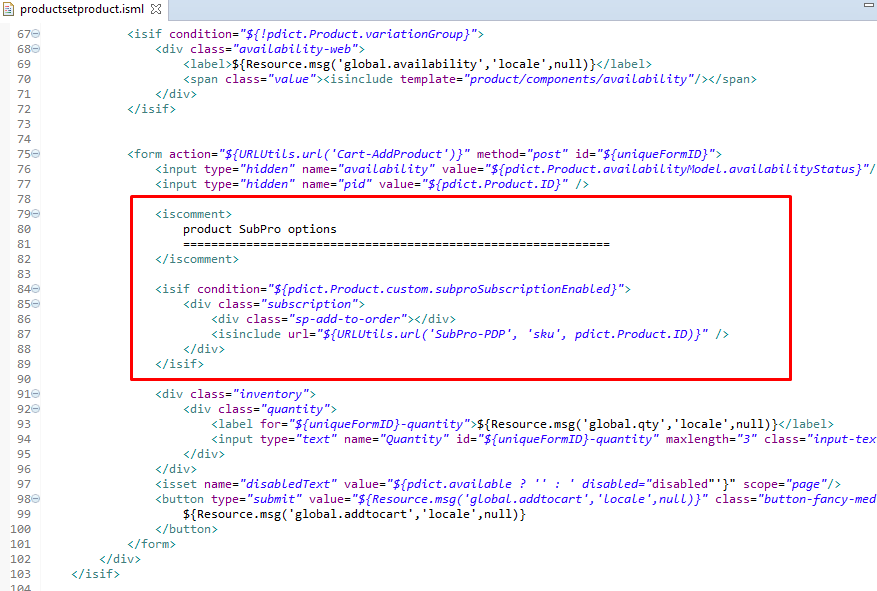 productsetproduct.isml
67 <isif condition="${!pdict.Product.variationGroup}">
68 <div class="availability-web">
69 <label>${Resource.msg('global.availability','locale',null)}</label>
70 <span class="value"><isinclude template="product/components/availability"/></span>
71 </div>
72 </isif>
73
74
75 <form action="${URLUtils.url('Cart-AddProduct')}" method="post" id="${uniqueFormID}">
76 <input type="hidden" name="availability" value="${pdict.Product.availabilityModel.availabilityStatus}"/
77 <input type="hidden" name="pid" value="${pdict.Product.ID}" />
78
79 <iscomment>
80 product SubPro options
81 =============================================================
82 </iscomment>
83
84 <isif condition="${pdict.Product.custom.subproSubscriptionEnabled}">
85 <div class="subscription">
86 <div class="sp-add-to-order"></div>
87 <isinclude url="${URLUtils.url('SubPro-PDP', 'sku', pdict.Product.ID)}" />
88 </div>
89 </isif>
90
91 <div class="inventory">
92 <div class="quantity">
93 <label for="${uniqueFormID}-quantity">${Resource.msg('global.qty','locale',null)}</label>
94 <input type="text" name="Quantity" id="${uniqueFormID}-quantity" maxlength="3" class="input-tex
95 </div>
96 </div>
97 <isset name="disabledText" value="${pdict.available ? '' : ' disabled="disabled"'}" scope="page"/>
98 <button type="submit" value="${Resource.msg('global.addtocart','locale',null)}" class="button-fancy-med
99 ${Resource.msg('global.addtocart','locale',null)}
100 </button>
101 </form>
102 </div>
103 </isif>
104